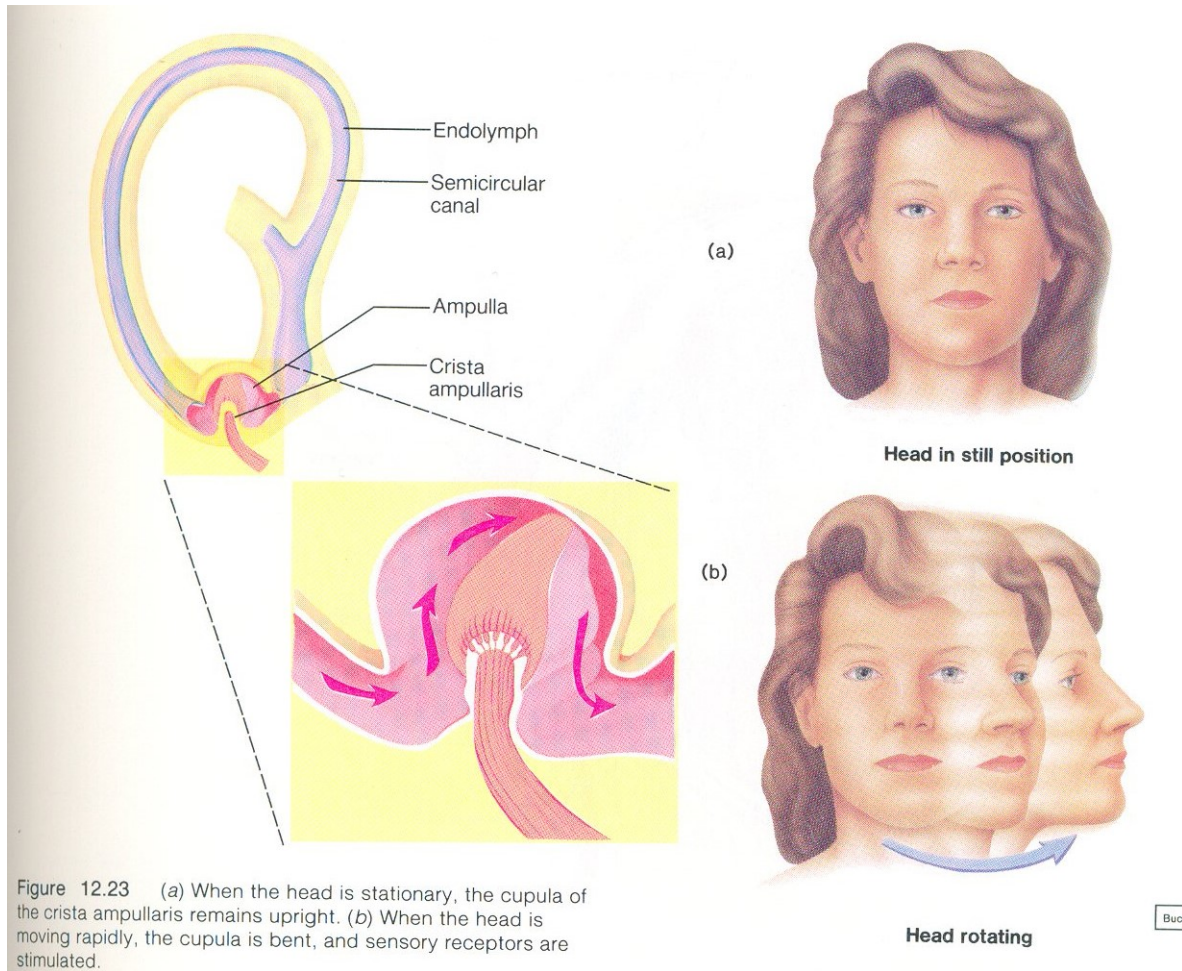 Endolymph
Semicircular
canal
Ampulla
Crista
ampullaris
(a)
Head in still position
(b)
Head rotating
Figure 12.23 (a) When the head is stationary, the cupula of
the crista ampullaris remains upright. (b) When the head is
moving rapidly, the cupula is bent, and sensory receptors are
stimulated.
Buc